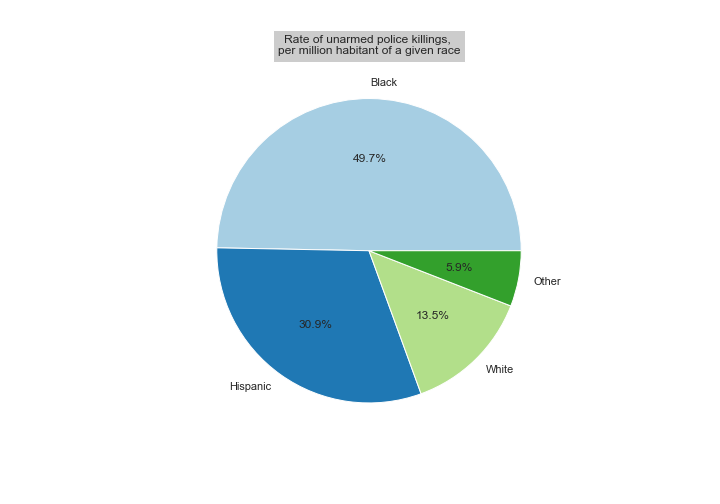 Rate of unarmed police killings,
per million habitant of a given race
Black
49.7%
5.9%
Other
13.5%
30.9%
White
Hispanic